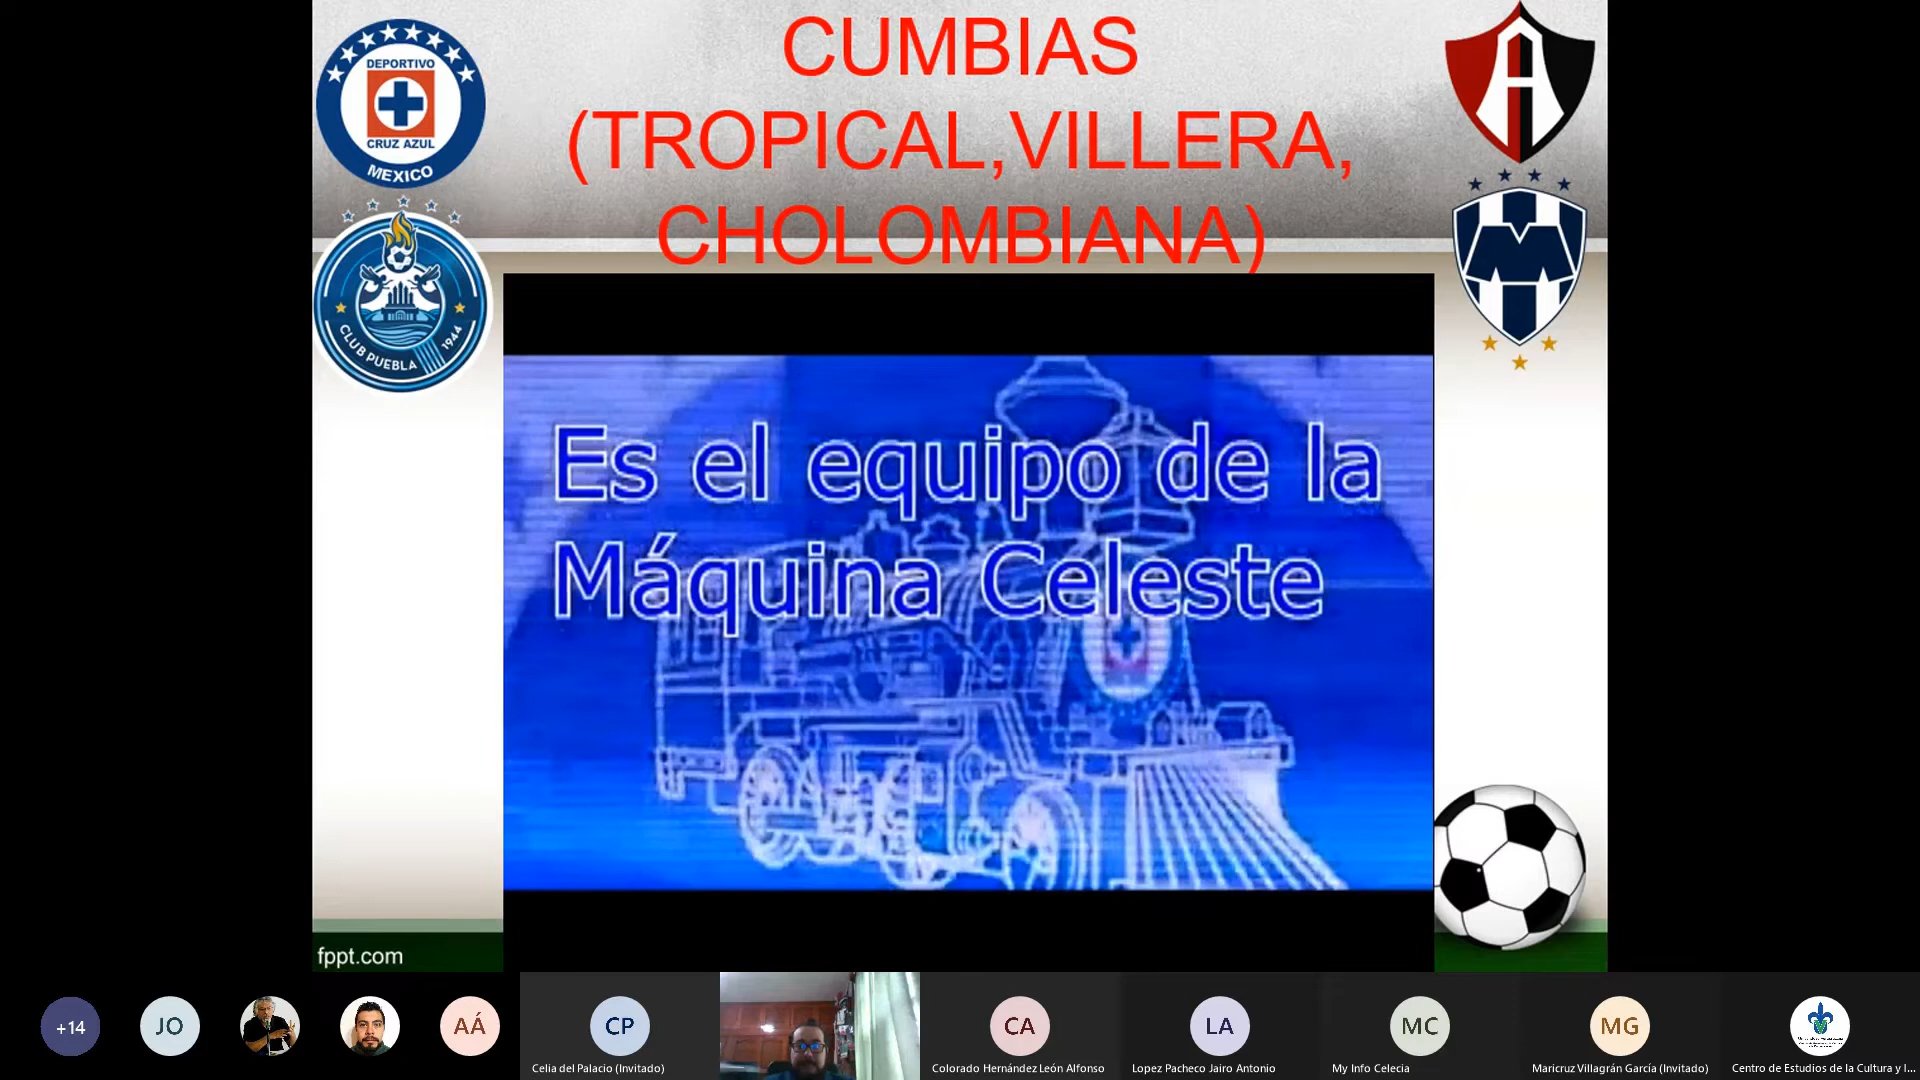 CUMBIAS
(TROPICAL,VILLERA,
CHOLOMBIANA)
DEPORTIVO
CRUZ AZUL
MEXICO
CLUB PUEBLA 1944
A
M
Es el equipo de la
Máquina Celeste
fppt.com
+14
JO
AÁ
CP
CA
LA
MC
MG
Celia del Palacio (Invitado)
Colorado Hernández León Alfonso
Lopez Pacheco Jairo Antonio
My Info Celecia
Maricruz Villagrán García (Invitado)
Centro de Estudios de la Cultura y l...